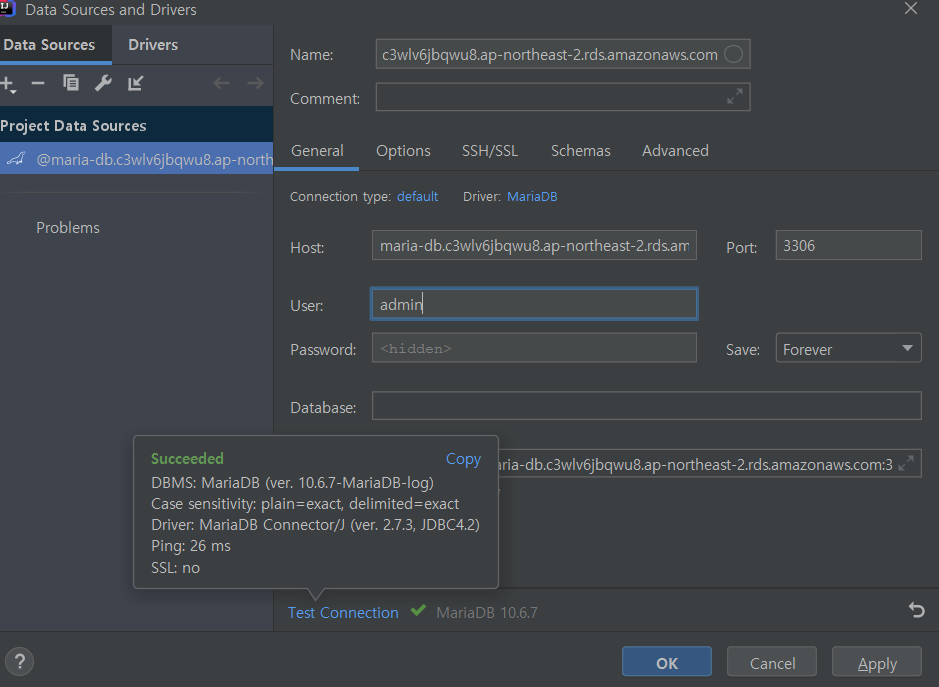 Data Sources and Drivers
Data Sources Drivers
Project Data Sources
@maria-db.c3wlv6jbqwu8.ap-north
Problems
Name: c3wlv6jbqwu8.ap-northeast-2.rds.amazonaws.com
Comment:
General Options SSH/SSL Schemas Advanced
Connection type: default Driver: MariaDB
Host: maria-db.c3wlv6jbqwu8.ap-northeast-2.rds.am Port: 3306
User: admin
Password: <hidden> Save: Forever
Database:
aria-db.c3wlv6jbqwu8.ap-northeast-2.rds.amazonaws.com:3
Succeeded Copy
DBMS: MariaDB (ver. 10.6.7-MariaDB-log)
Case sensitivity: plain=exact, delimited=exact
Driver: MariaDB Connector/J (ver. 2.7.3, JDBC4.2)
Ping: 26 ms
SSL: no
Test Connection MariaDB 10.6.7
? OK Cancel Apply